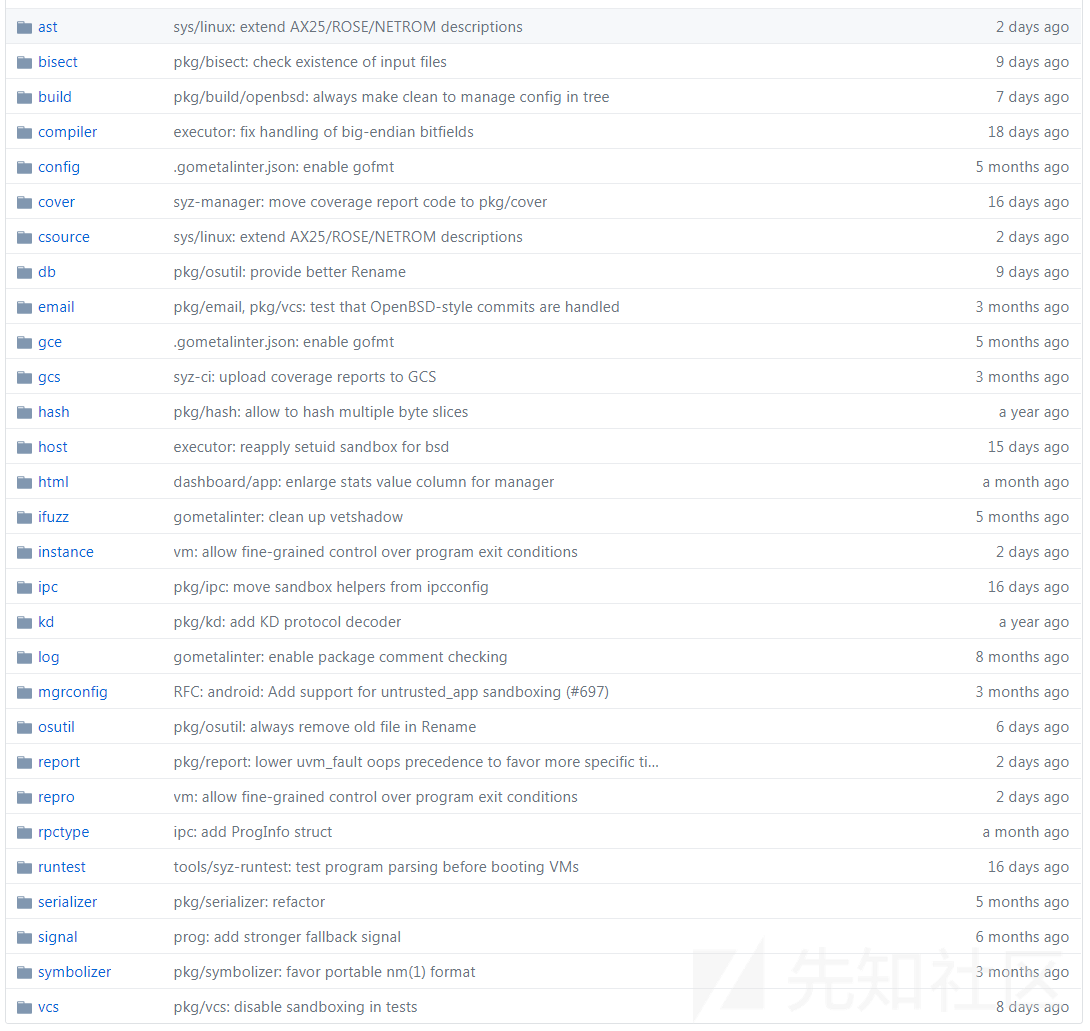 ast sys/linux: extend AX25/ROSE/NETROM descriptions 2 days ago
bisect pkg/bisect: check existence of input files 9 days ago
build pkg/build/openbsd: always make clean to manage config in tree 7 days ago
compiler executor: fix handling of big-endian bitfields 18 days ago
config .gometalinter.json: enable gofmt 5 months ago
cover syz-manager: move coverage report code to pkg/cover 16 days ago
csource sys/linux: extend AX25/ROSE/NETROM descriptions 2 days ago
db pkg/osutil: provide better Rename 9 days ago
email pkg/email, pkg/vcs: test that OpenBSD-style commits are handled 3 months ago
gce .gometalinter.json: enable gofmt 5 months ago
gcs syz-ci: upload coverage reports to GCS 3 months ago
hash pkg/hash: allow to hash multiple byte slices a year ago
host executor: reapply setuid sandbox for bsd 15 days ago
html dashboard/app: enlarge stats value column for manager a month ago
ifuzz gometalinter: clean up vetshadow 5 months ago
instance vm: allow fine-grained control over program exit conditions 2 days ago
ipc pkg/ipc: move sandbox helpers from ipcconfig 16 days ago
kd pkg/kd: add KD protocol decoder a year ago
log gometalinter: enable package comment checking 8 months ago
mgrconfig RFC: android: Add support for untrusted_app sandboxing (#697) 3 months ago
osutil pkg/osutil: always remove old file in Rename 6 days ago
report pkg/report: lower uvm_fault oops precedence to favor more specific ti... 2 days ago
repro vm: allow fine-grained control over program exit conditions 2 days ago
rpctype ipc: add ProgInfo struct a month ago
runtest tools/syz-runtest: test program parsing before booting VMs 16 days ago
serializer pkg/serializer: refactor 5 months ago
signal prog: add stronger fallback signal 6 months ago
symbolizer pkg/symbolizer: favor portable nm(1) format 3 months ago
vcs pkg/vcs: disable sandboxing in tests 8 days ago
先知社区